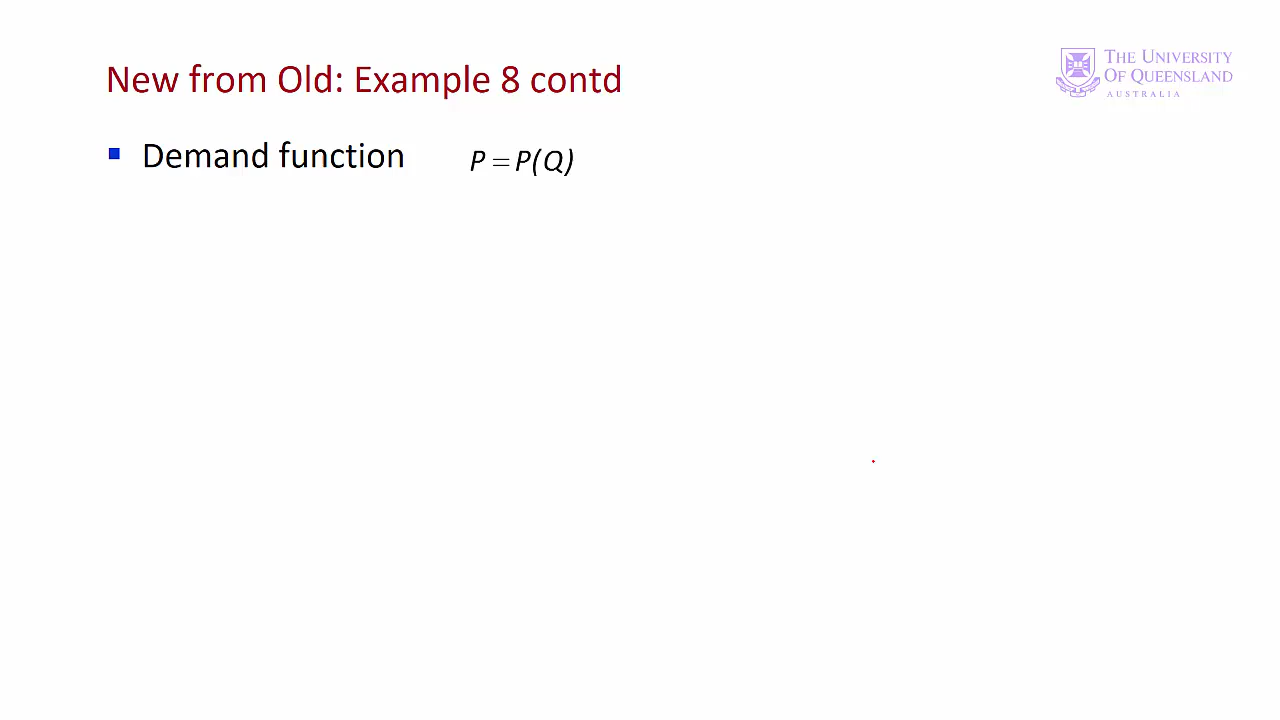 New from Old: Example 8 contd
THE UNIVERSITY
OF QUEENSLAND
AUSTRALIA
▪ Demand function P = P(Q)